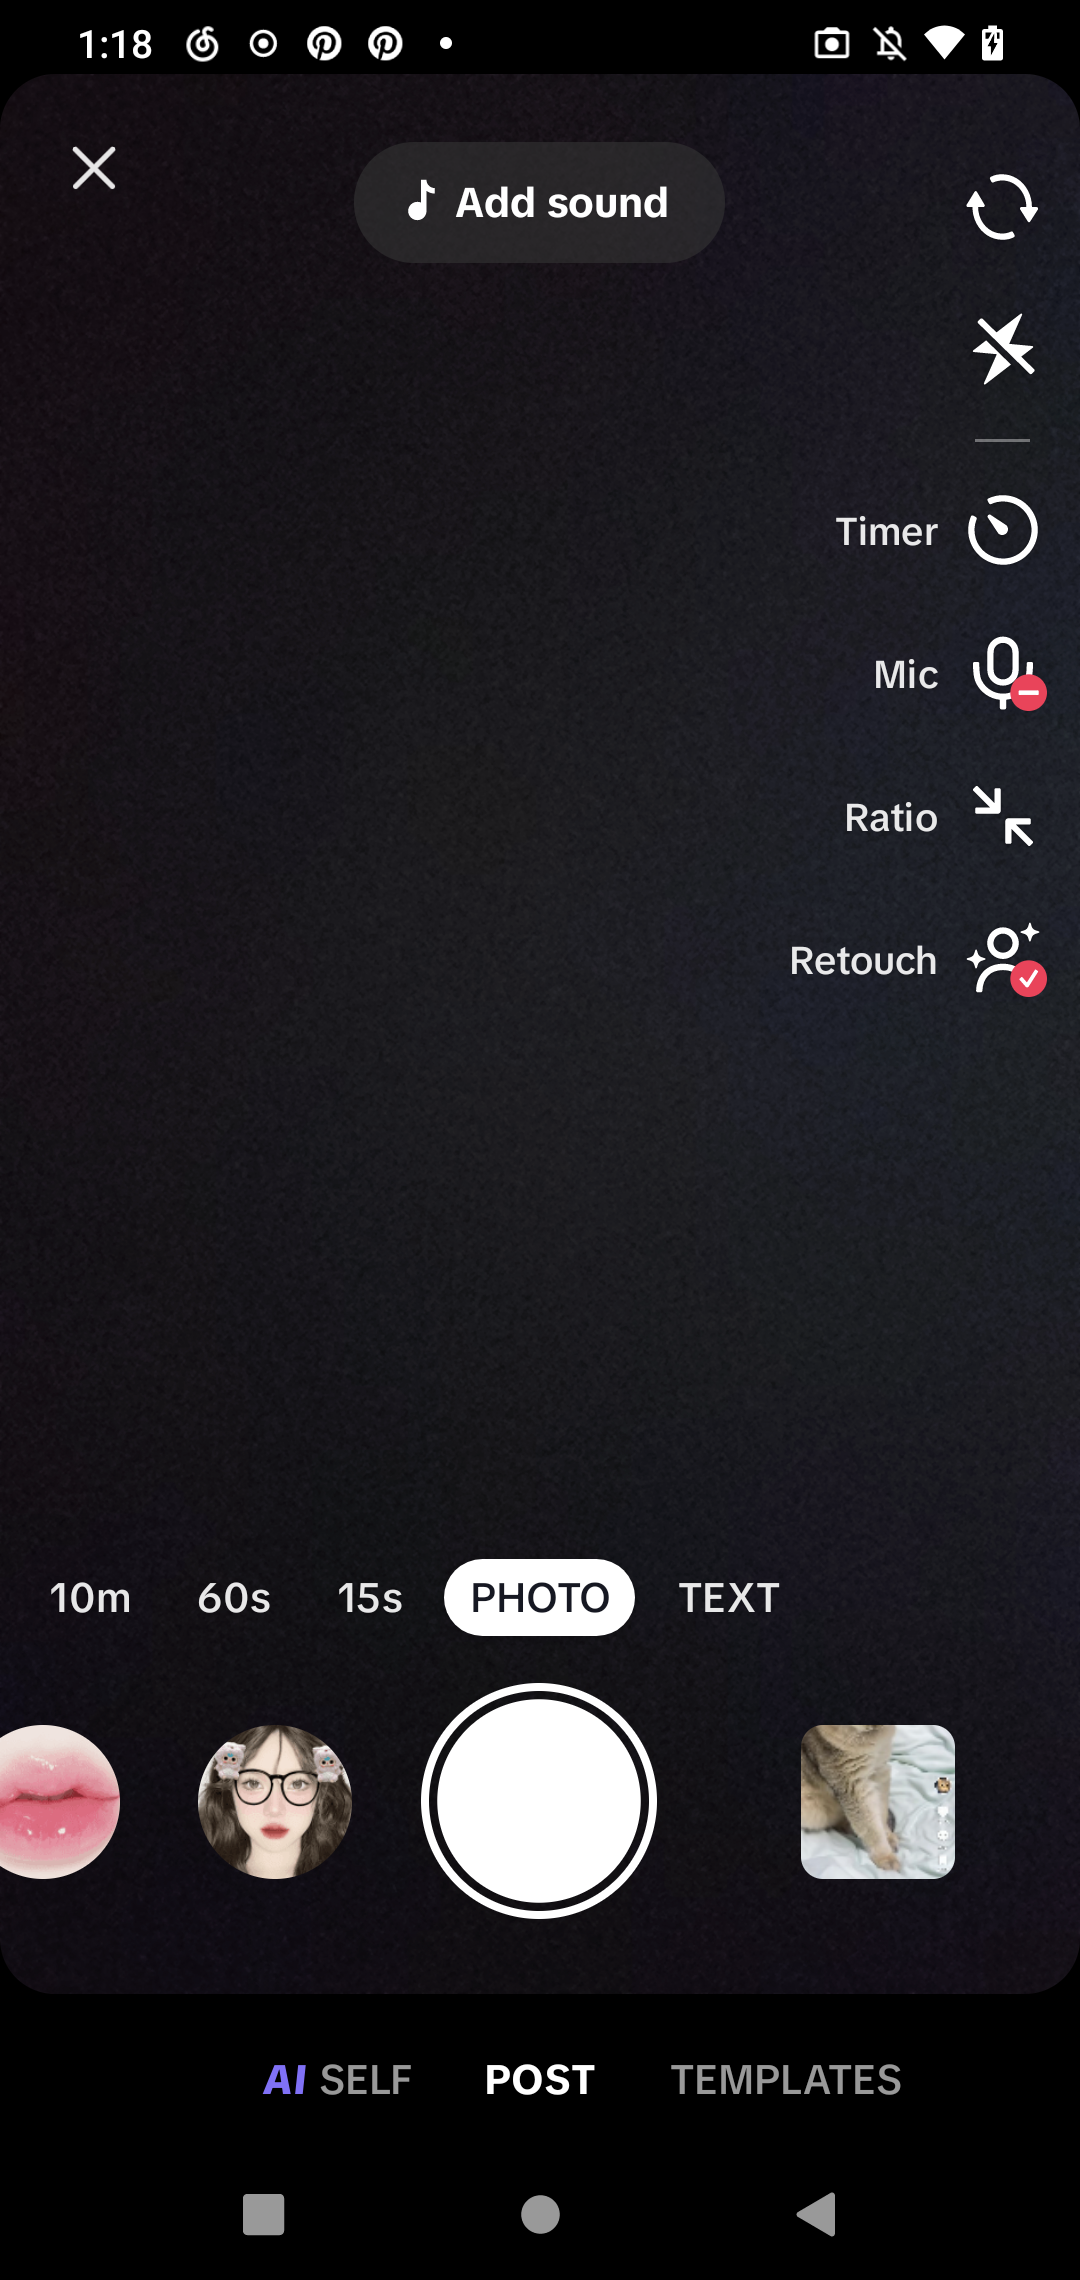 1:18
Add sound
Timer
Mic
Ratio
Retouch
10m 60s 15s PHOTO TEXT
AI SELF POST TEMPLATES